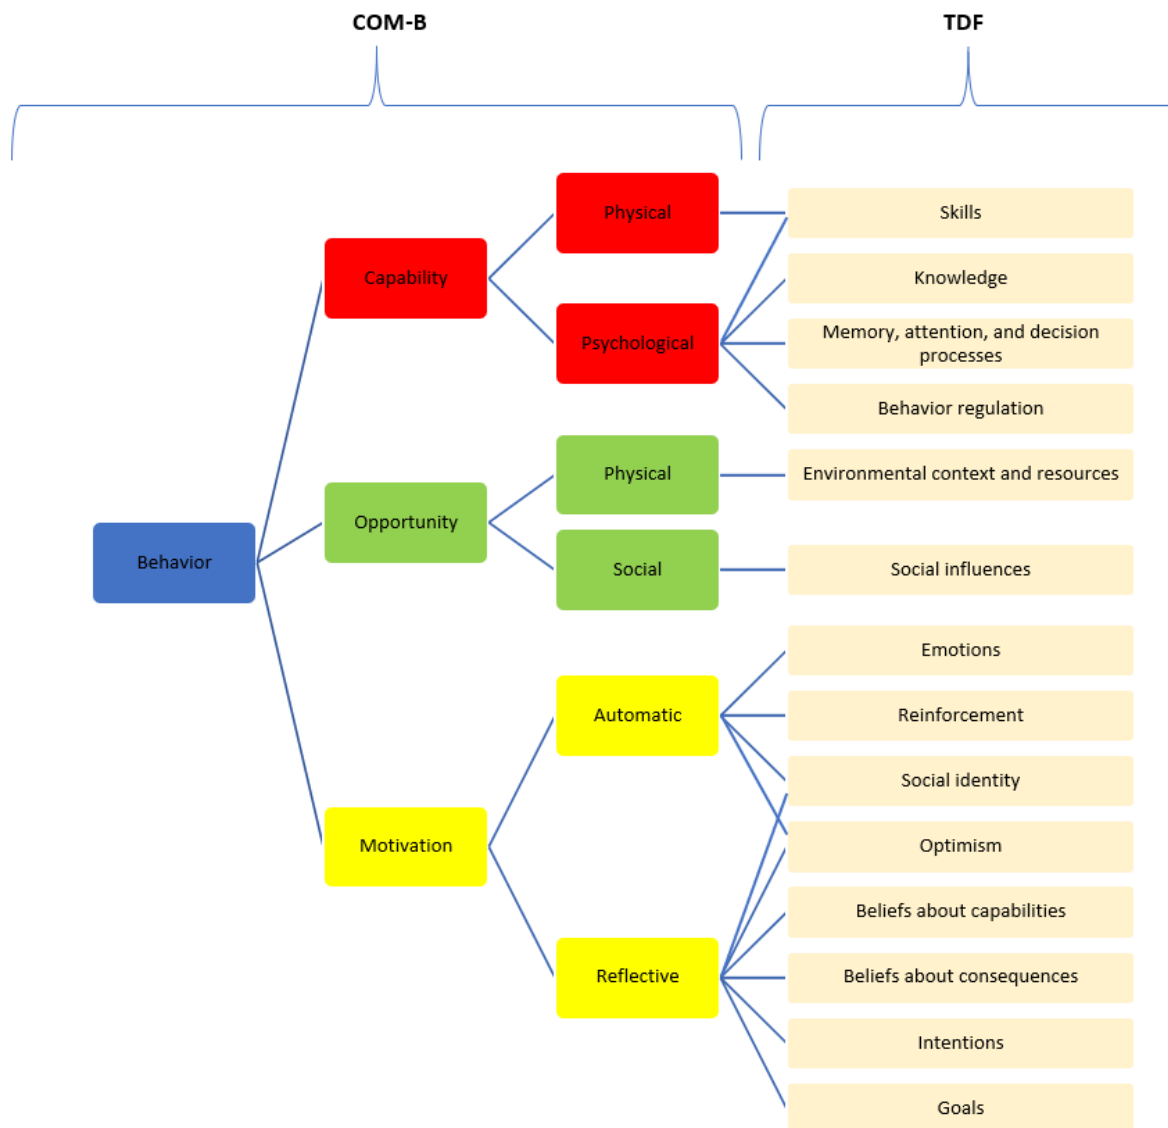 COM-B
TDF
Physical
Skills
Capability
Knowledge
Psychological
Memory, attention, and decision
processes
Behavior regulation
Physical
Environmental context and resources
Opportunity
Behavior
Social
Social influences
Emotions
Automatic
Reinforcement
Social identity
Motivation
Optimism
Beliefs about capabilities
Reflective
Beliefs about consequences
Intentions
Goals